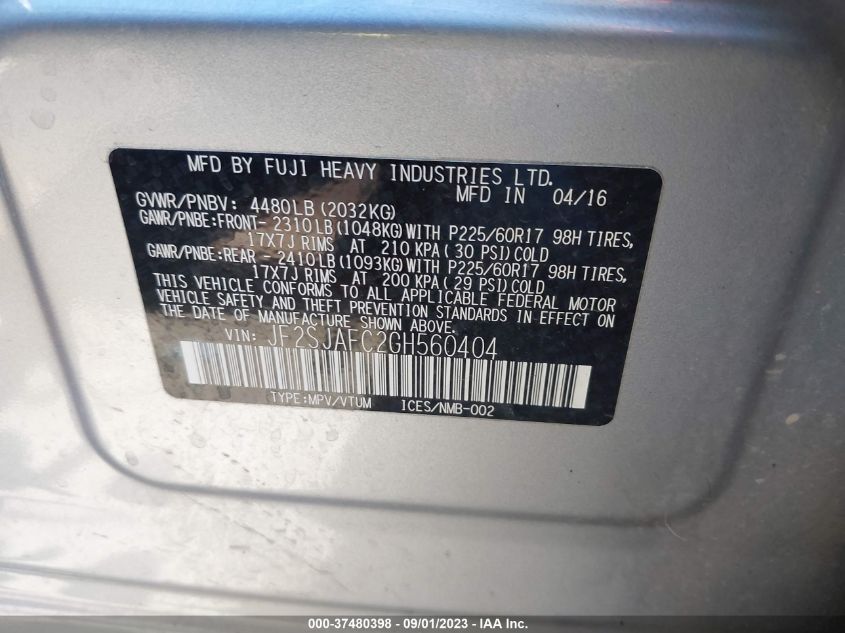 MFD BY FUJI HEAVY INDUSTRIES LTD.
MFD IN 04/16
GVWR/PNBV: 4480LB (2032KG)
GAWR/PNBE:FRONT- 2310LB (1048KG) WITH P225/60R17 98H TIRES,
17X7J RIMS AT 210 KPA ( 30 PSI) COLD
GAWR/PNBE:REAR - 2410LB (1093KG) WITH P225/60R17 98H TIRES,
17X7J RIMS AT 200 KPA ( 29 PSI) COLD
THIS VEHICLE CONFORMS TO ALL APPLICABLE FEDERAL MOTOR
VEHICLE SAFETY AND THEFT PREVENTION STANDARDS IN EFFECT ON
THE DATE OF MANUFACTURE SHOWN ABOVE.
VIN: JF2SJAFC2GH560404
TYPE:MPV/VTUM ICES/NMB-002
000-37480398 - 09/01/2023 - IAA Inc.